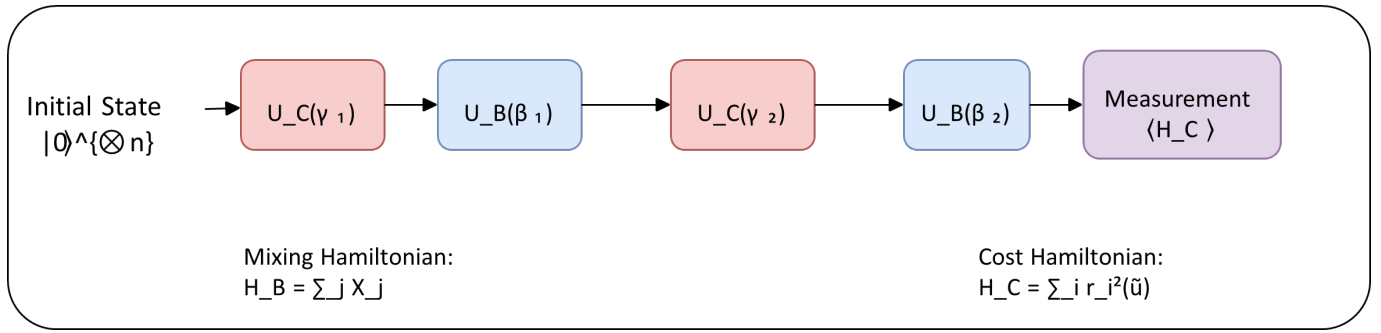 Initial State
|0⟩^{⊗ n}
U_C(γ ₁)
U_B(β ₁)
U_C(γ ₂)
U_B(β ₂)
Measurement
⟨H_C ⟩
Mixing Hamiltonian:
H_B = ∑_j X_j
Cost Hamiltonian:
H_C = ∑_i r_i²(ũ)